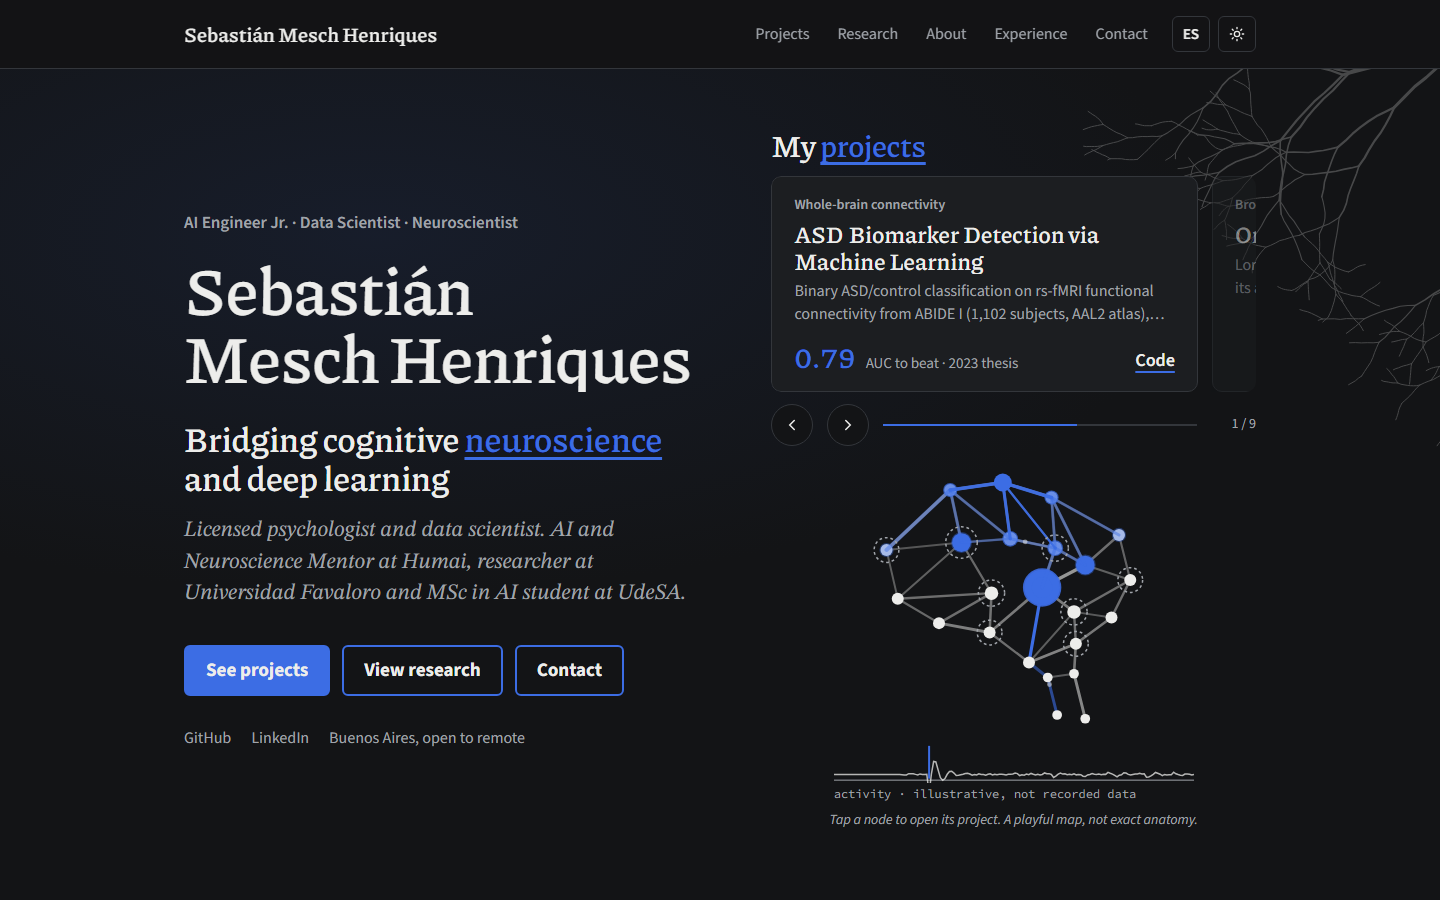 Sebastián Mesch Henriques
Projects
Research
About
Experience
Contact
ES
AI Engineer Jr. · Data Scientist · Neuroscientist
Sebastián
Mesch Henriques
Bridging cognitive neuroscience
and deep learning
Licensed psychologist and data scientist. AI and
Neuroscience Mentor at Humai, researcher at
Universidad Favaloro and MSc in AI student at UdeSA.
See projects
View research
Contact
GitHub
LinkedIn
Buenos Aires, open to remote
My projects
Whole-brain connectivity
ASD Biomarker Detection via
Machine Learning
Binary ASD/control classification on rs-fMRI functional
connectivity from ABIDE I (1,102 subjects, AAL2 atlas),…
0.79 AUC to beat · 2023 thesis
Code
Bro
Lor
its
1 / 9
activity · illustrative, not recorded data
Tap a node to open its project. A playful map, not exact anatomy.